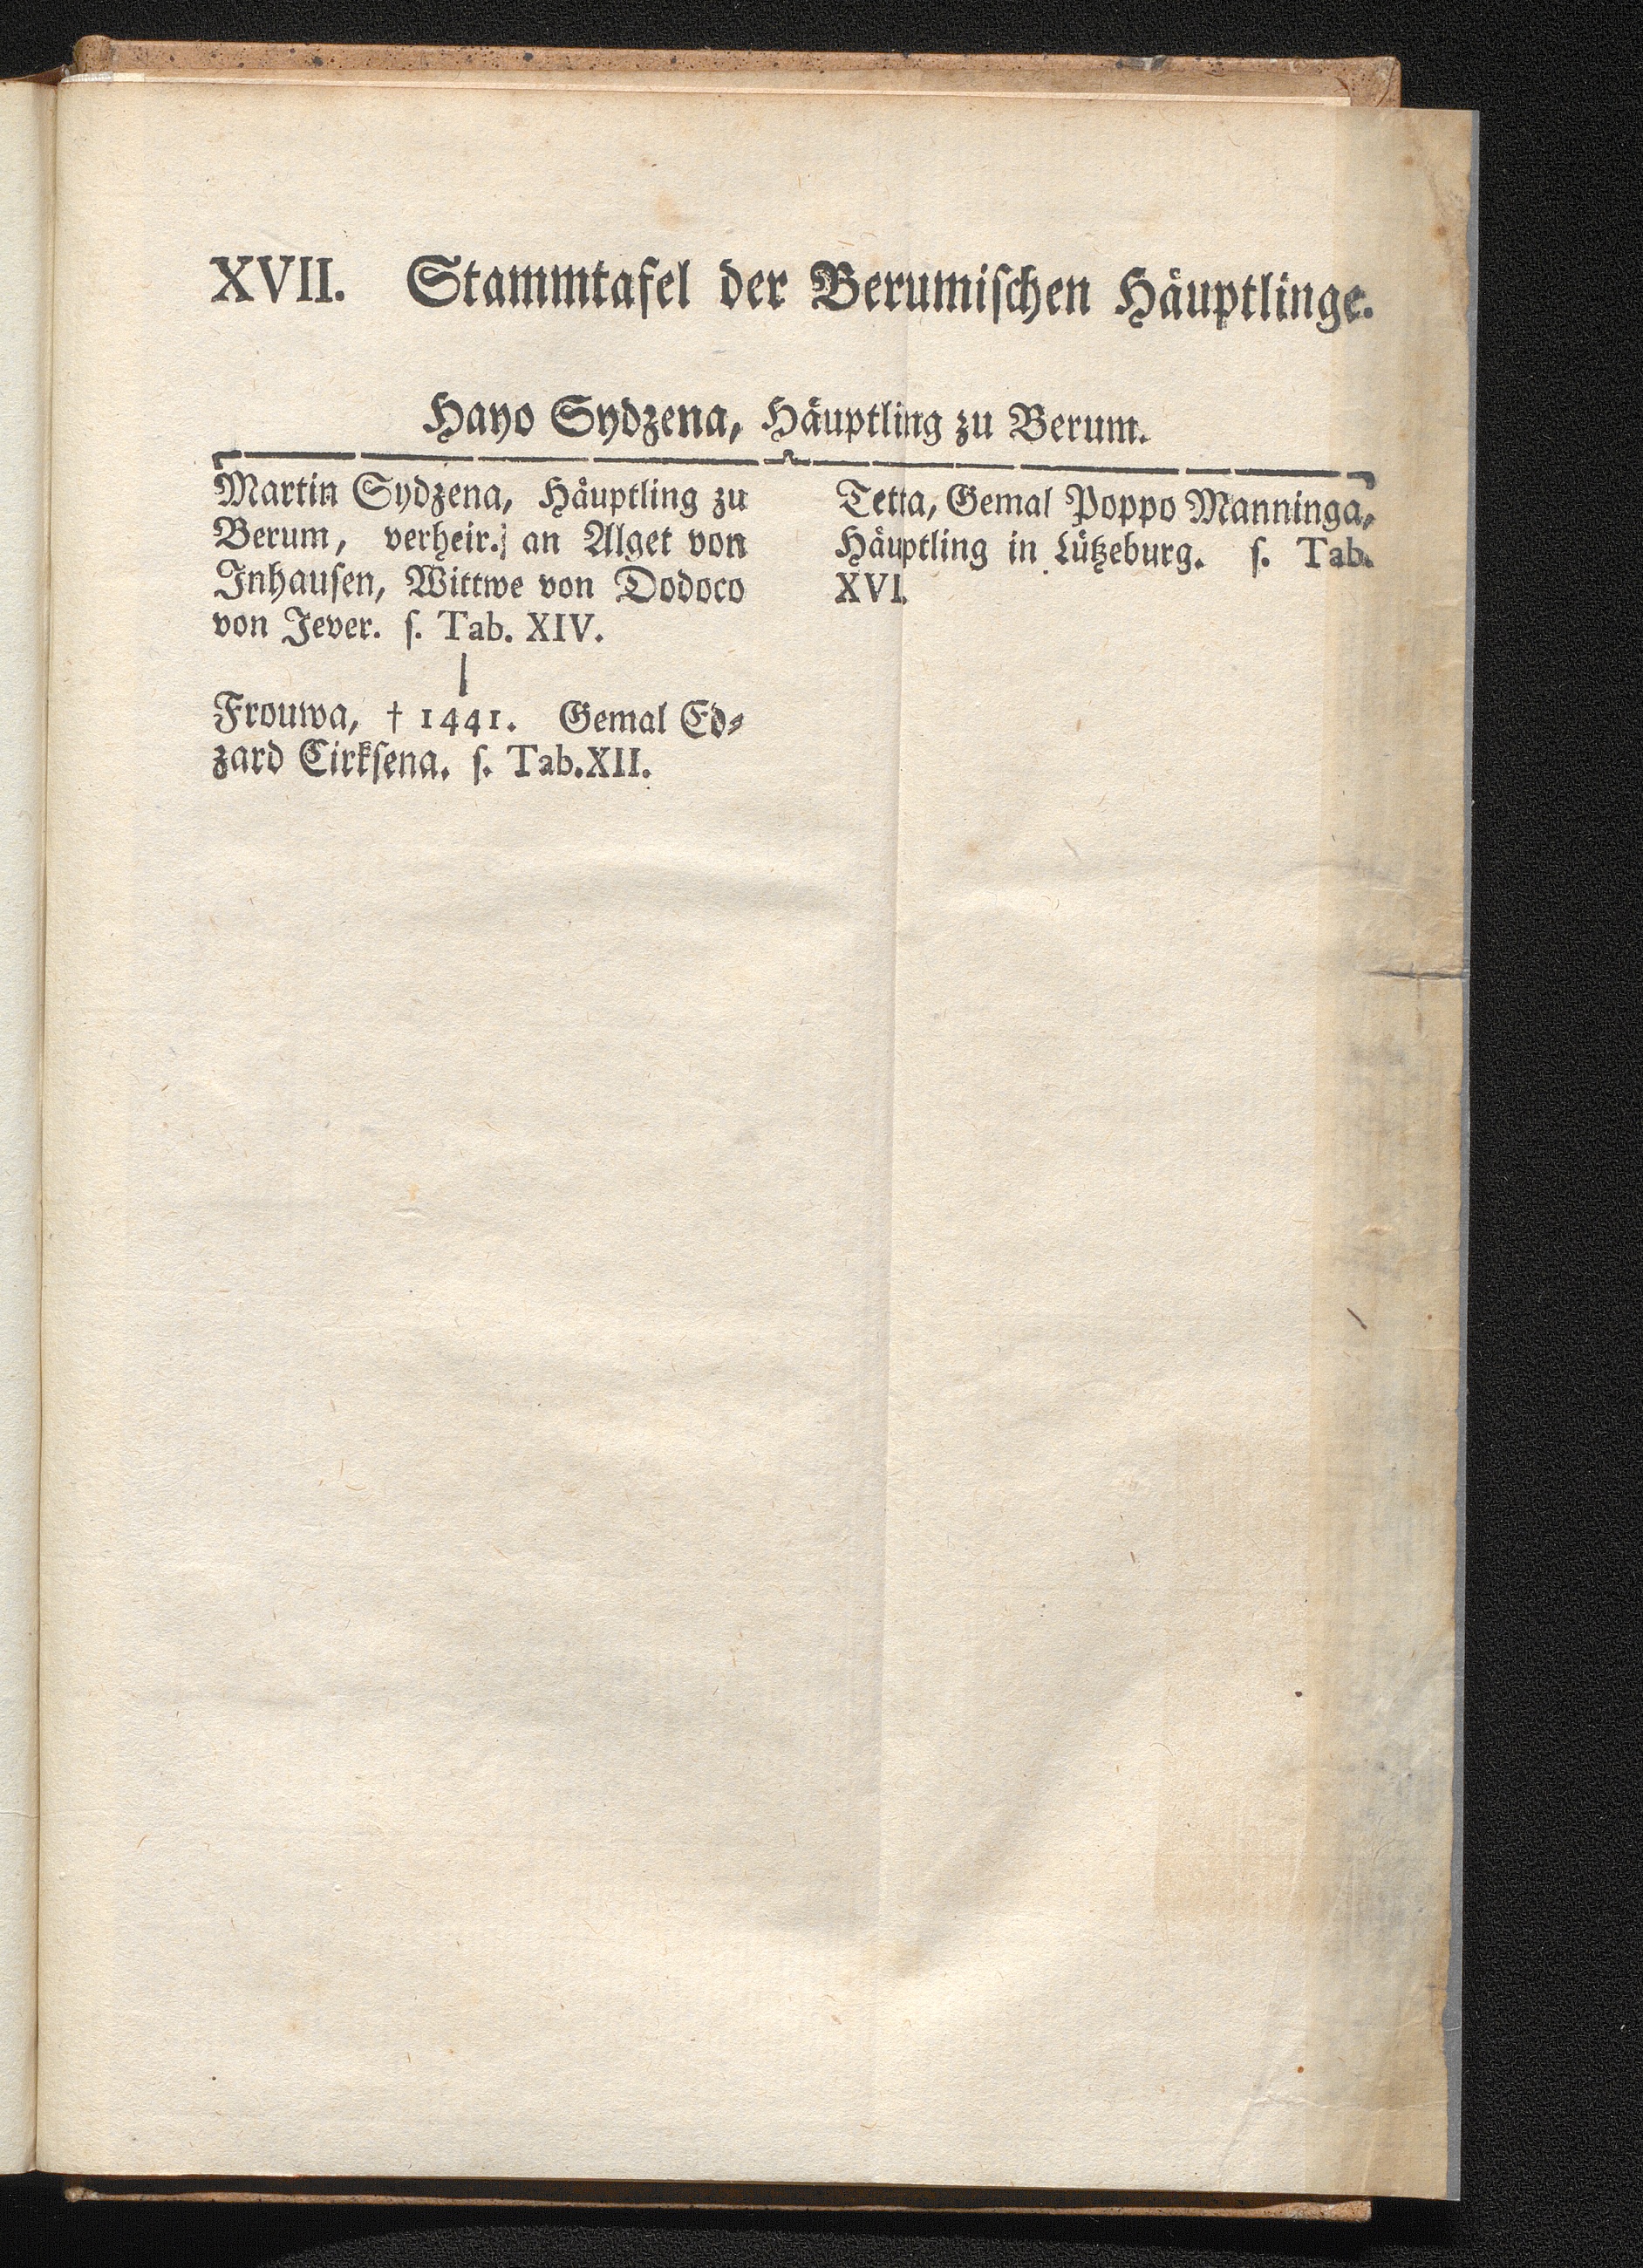 XVII. Stammtafel der Berumischen Häuptlinge.
Hayo Sydzena, Häuptling zu Berum.
Martin Sydzena, Häuptling zu
Berum, verheir. an Alget von
Inhausen, Wittwe von Dodoco
von Jever. s. Tab. XIV.
Frouwa, † 1441. Gemal Ed-
zard Cirksena. s. Tab. XII.
Tetta, Gemal Poppo Manninga,
Häuptling in Lützeburg. s. Tab.
XVI.